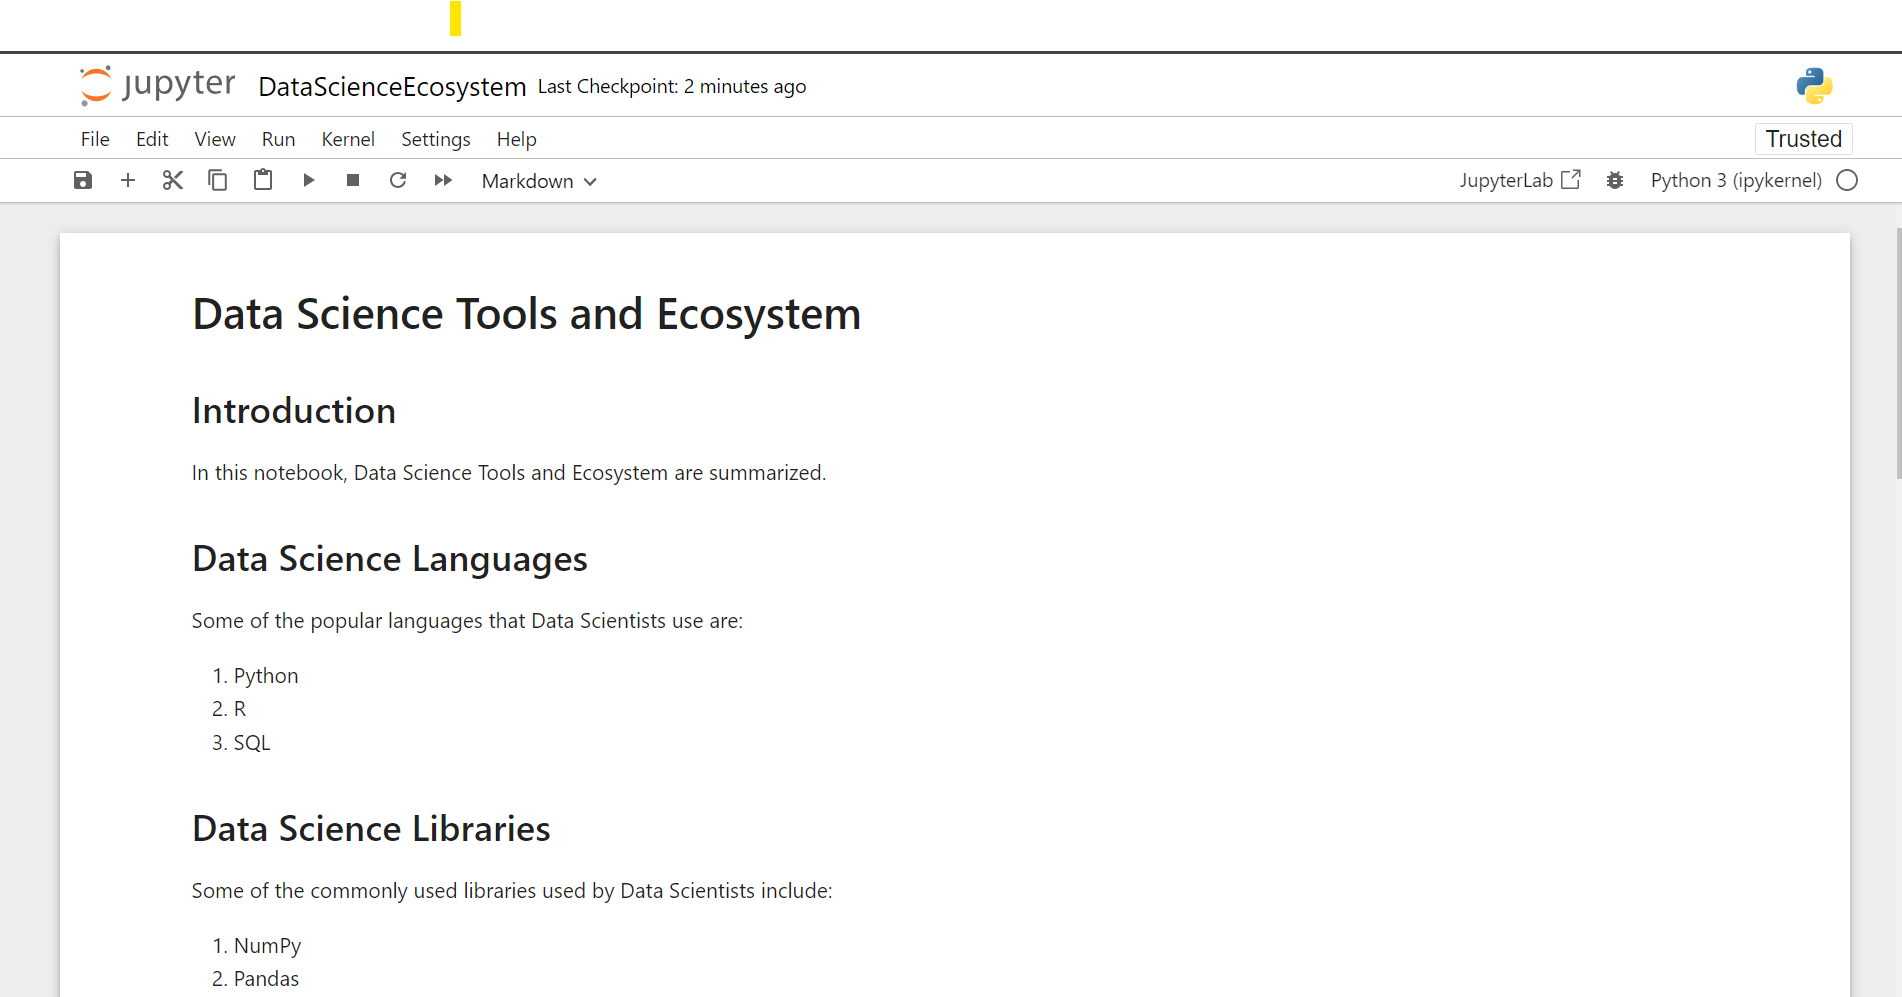 jupyter DataScienceEcosystem Last Checkpoint: 2 minutes ago
File Edit View Run Kernel Settings Help Trusted
Markdown JupyterLab Python 3 (ipykernel)
Data Science Tools and Ecosystem
Introduction
In this notebook, Data Science Tools and Ecosystem are summarized.
Data Science Languages
Some of the popular languages that Data Scientists use are:
1. Python
2. R
3. SQL
Data Science Libraries
Some of the commonly used libraries used by Data Scientists include:
1. NumPy
2. Pandas